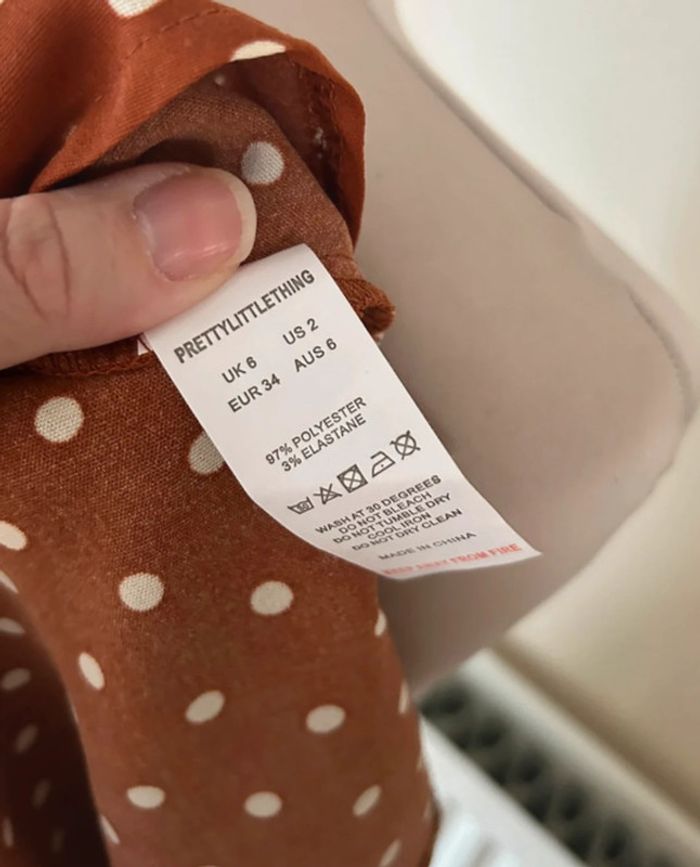 PRETTYLITTLETHING
UK 6 US 2
EUR 34 AUS 6
97% POLYESTER
3% ELASTANE
WASH AT 30 DEGREES
DO NOT BLEACH
DO NOT TUMBLE DRY
COOL IRON
DO NOT DRY CLEAN
MADE IN CHINA
KEEP AWAY FROM FIRE